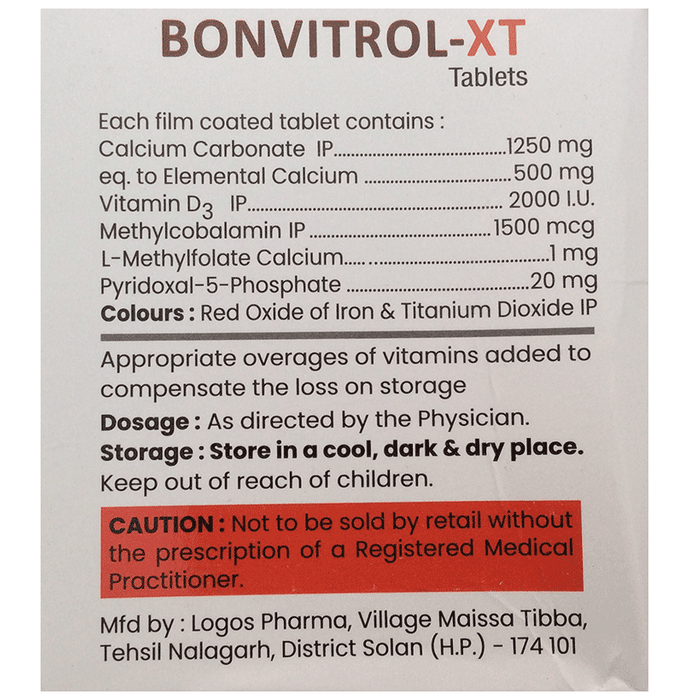 BONVITROL-XT
Tablets
Each film coated tablet contains :
Calcium Carbonate IP..............................1250 mg
eq. to Elemental Calcium ..........................500 mg
Vitamin D3 IP............................................. 2000 I.U.
Methylcobalamin IP ................................1500 mcg
L-Methylfolate Calcium....................................1 mg
Pyridoxal-5-Phosphate ................................20 mg
Colours : Red Oxide of Iron & Titanium Dioxide IP
Appropriate overages of vitamins added to
compensate the loss on storage
Dosage : As directed by the Physician.
Storage : Store in a cool, dark & dry place.
Keep out of reach of children.
CAUTION : Not to be sold by retail without
the prescription of a Registered Medical
Practitioner.
Mfd by : Logos Pharma, Village Maissa Tibba,
Tehsil Nalagarh, District Solan (H.P.) - 174 101